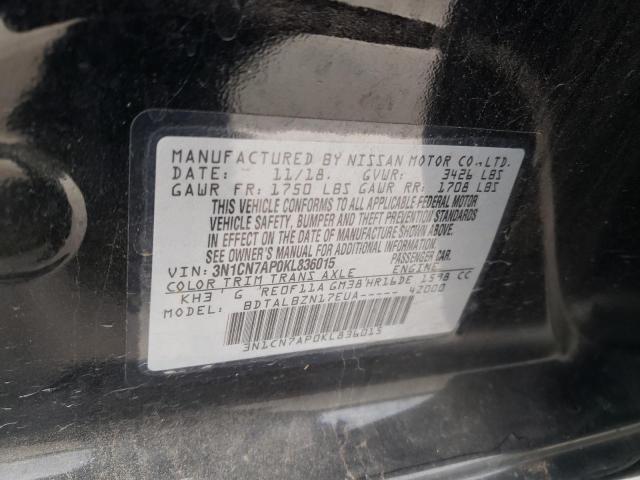 MANUFACTURED BY NISSAN MOTOR CO.,LTD.
DATE: 11/18. GVWR: 3426 LBS
GAWR FR: 1750 LBS GAWR RR: 1708 LBS
THIS VEHICLE CONFORMS TO ALL APPLICABLE FEDERAL MOTOR
VEHICLE SAFETY, BUMPER AND THEFT PREVENTION STANDARDS
IN EFFECT ON THE DATE OF MANUFACTURE SHOWN ABOVE.
SEE OWNER'S MANUAL FOR ADDITIONAL INFORMATION
VIN: 3N1CN7AP0KL836015 PASSENGER CAR.
COLOR TRIM TRANS AXLE ENGINE
KH3 G RE0F11A GM38 HR16DE 1598 CC
MODEL: BDTALBZN17EUA----- 42000
3N1CN7AP0KL836015